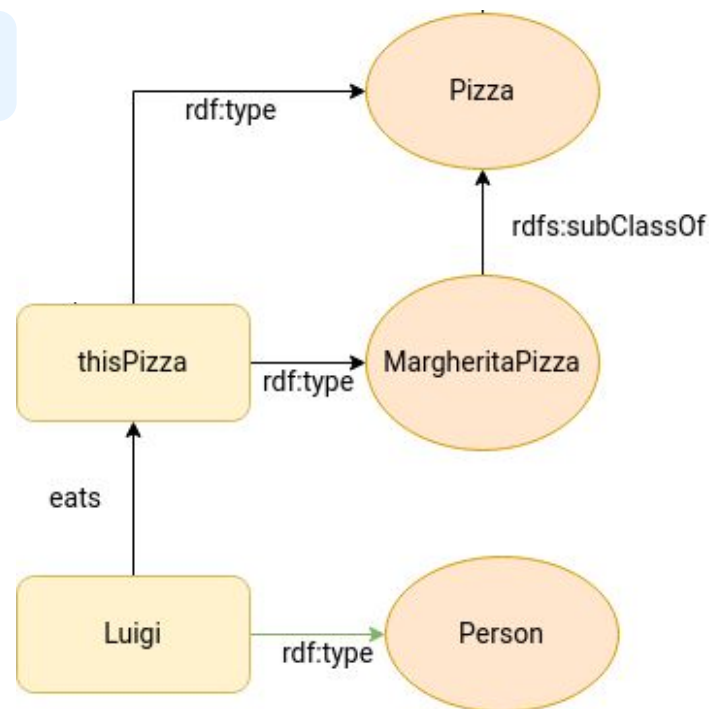 Pizza
rdf:type
rdfs:subClassOf
thisPizza
MargheritaPizza
rdf:type
eats
Luigi
Person
rdf:type